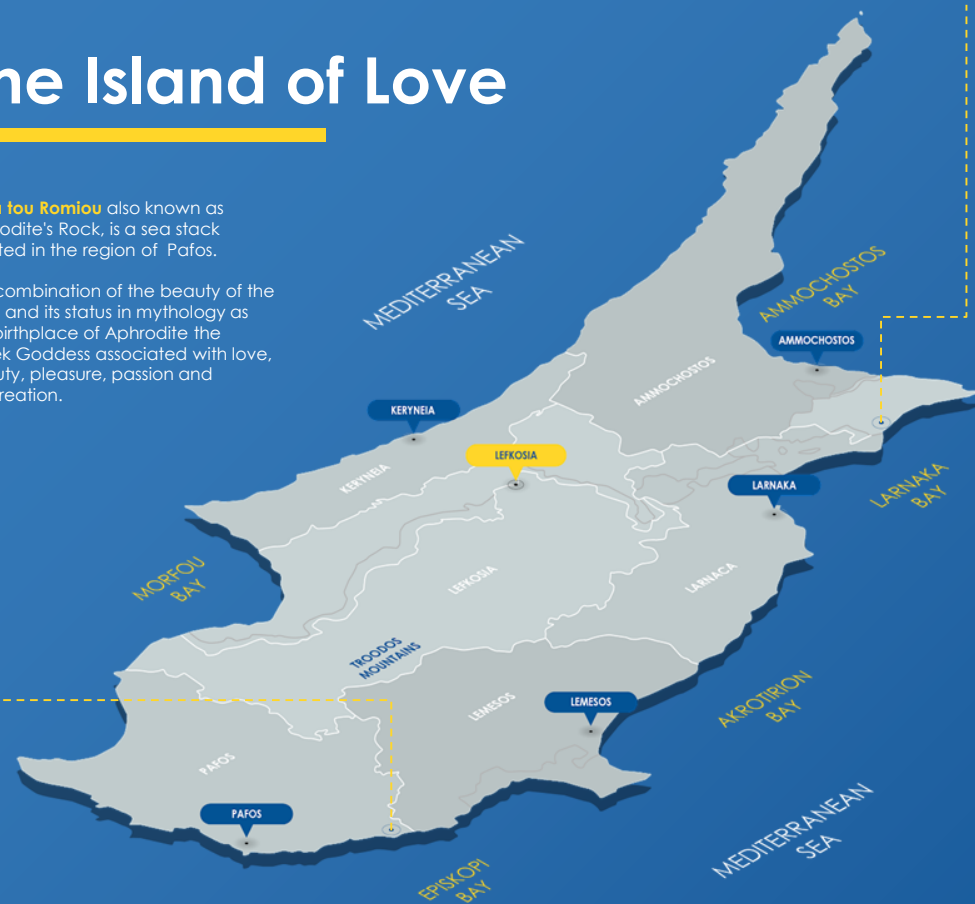 he Island of Love
a tou Romiou also known as
odite's Rock, is a sea stack
ted in the region of Pafos.
combination of the beauty of the
and its status in mythology as
birthplace of Aphrodite the
ek Goddess associated with love,
uty, pleasure, passion and
reation.
MEDITERRANEAN
SEA
AMMOCHOSTOS
BAY
AMMOCHOSTOS
AMMOCHOSTOS
KERYNEIA
KERYNEIA
LEFKOSIA
LARNAKA
LARNAKA
BAY
MORFOU
BAY
LEFKOSIA
LARNACA
TROODOS
MOUNTAINS
LEMESOS
LEMESOS
AKROTIRION
BAY
PAFOS
PAFOS
MEDITERRANEAN
SEA
EPISKOPI
BAY